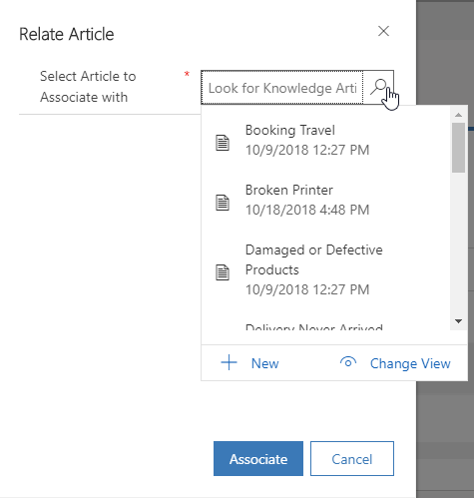 Relate Article
Select Article to
Associate with
*
Look for Knowledge Arti
Booking Travel
10/9/2018 12:27 PM
Broken Printer
10/18/2018 4:48 PM
Damaged or Defective
Products
10/9/2018 12:27 PM
Delivery Never Arrived
New
Change View
Associate
Cancel